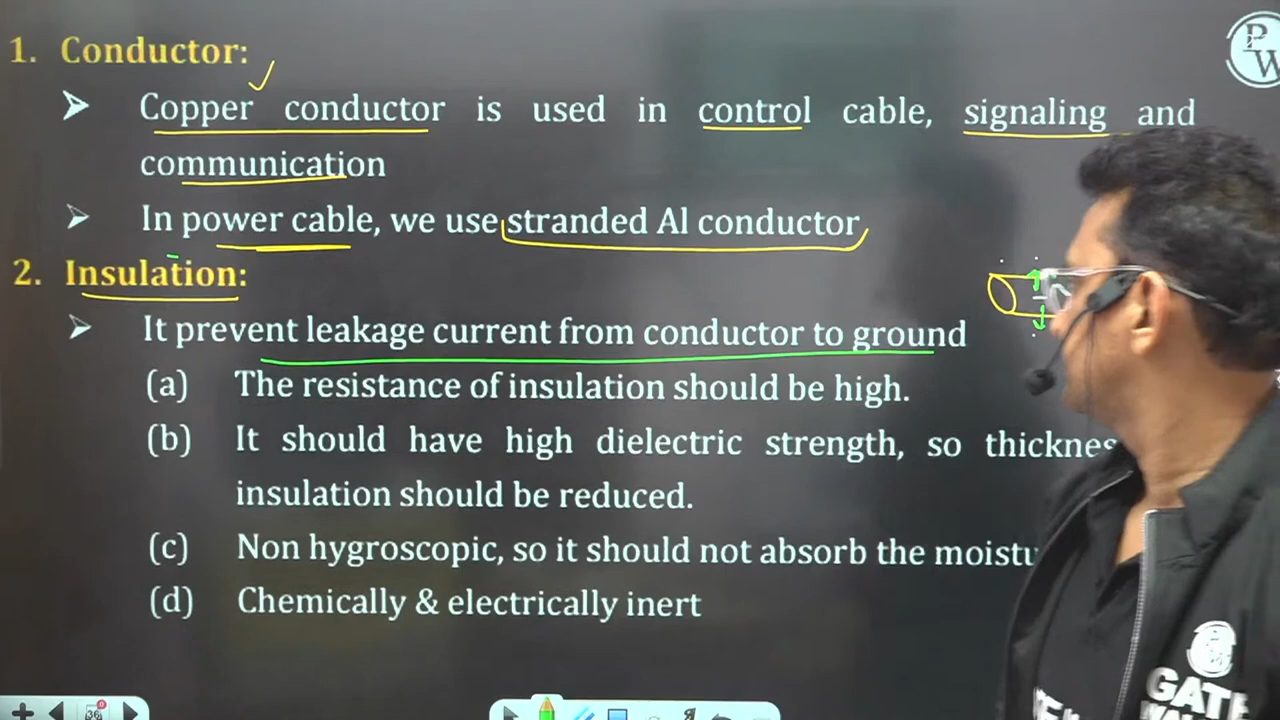 1. Conductor:
➤ Copper conductor is used in control cable, signaling and
communication
➤ In power cable, we use stranded Al conductor
2. Insulation:
➤ It prevent leakage current from conductor to ground
(a) The resistance of insulation should be high.
(b) It should have high dielectric strength, so
insulation should be reduced.
(c) Non hygroscopic, so it should not absorb the
(d) Chemically & electrically inert
P
W
36
GATE